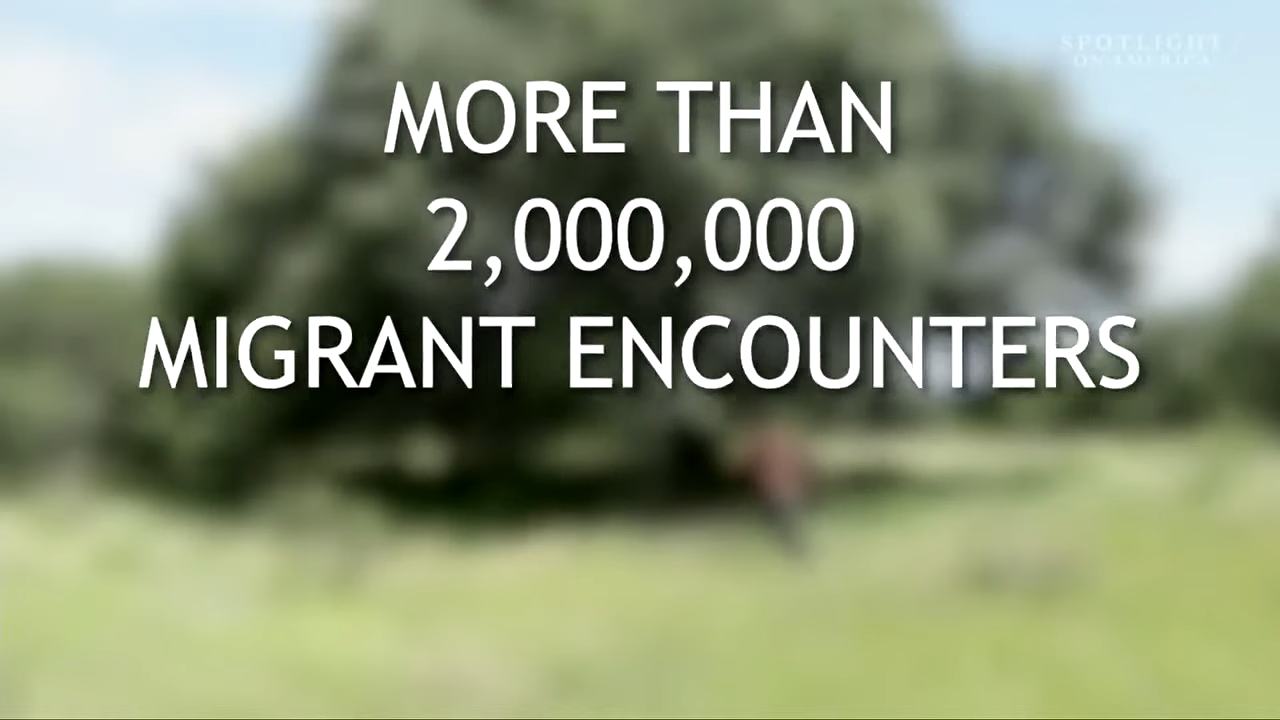 SPOTLIGHT
ON AMERICA
MORE THAN
2,000,000
MIGRANT ENCOUNTERS